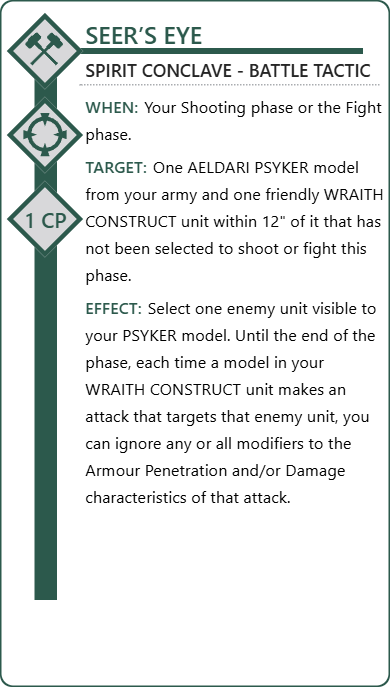 SEER’S EYE
SPIRIT CONCLAVE - BATTLE TACTIC
WHEN: Your Shooting phase or the Fight
phase.
TARGET: One AELDARI PSYKER model
from your army and one friendly WRAITH
CONSTRUCT unit within 12" of it that has
not been selected to shoot or fight this
phase.
EFFECT: Select one enemy unit visible to
your PSYKER model. Until the end of the
phase, each time a model in your
WRAITH CONSTRUCT unit makes an
attack that targets that enemy unit, you
can ignore any or all modifiers to the
Armour Penetration and/or Damage
characteristics of that attack.
1 CP